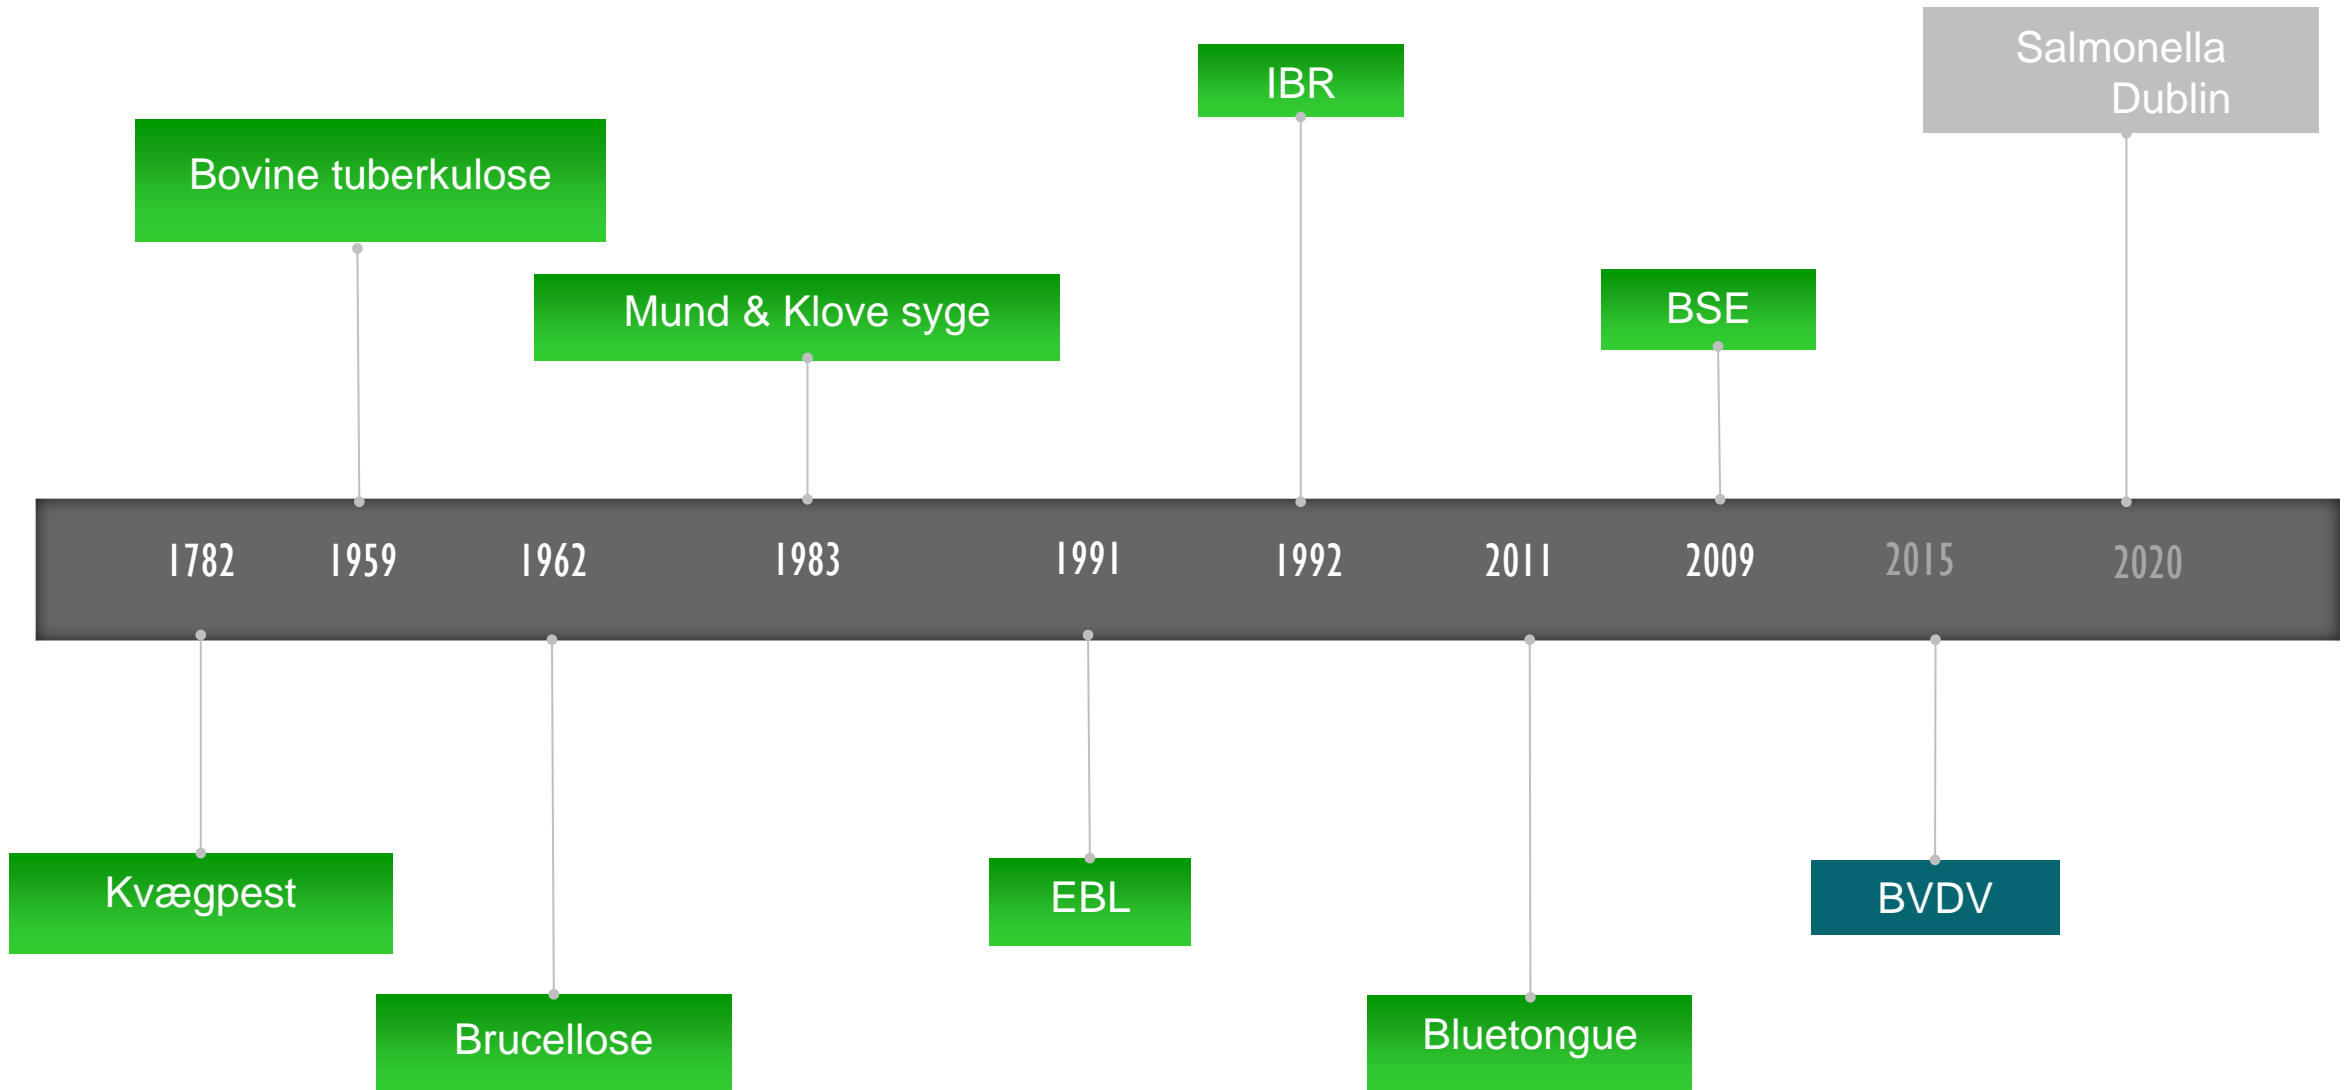 Salmonella
Dublin
IBR
Bovine tuberkulose
Mund & Klove syge
BSE
1782 1959 1962 1983 1991 1992 2011 2009 2015 2020
Kvægpest
EBL
BVDV
Brucellose
Bluetongue